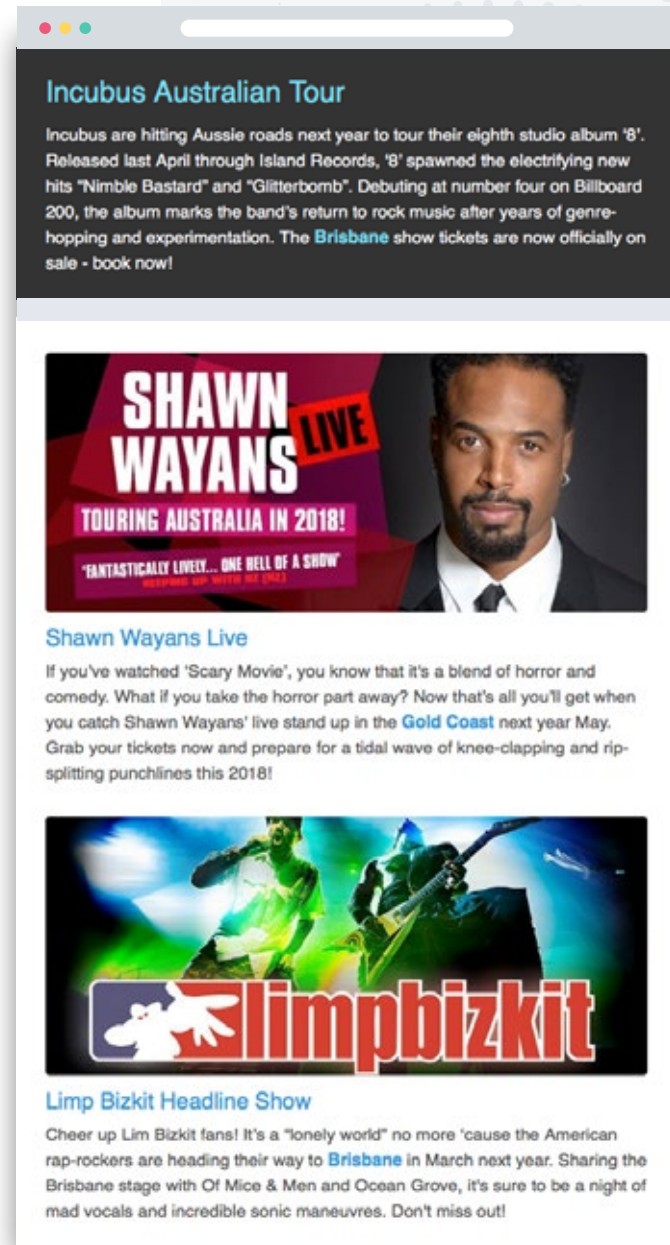 Incubus Australian Tour
Incubus are hitting Aussie roads next year to tour their eighth studio album ‘8’.
Released last April through Island Records, ‘8’ spawned the electrifying new
hits "Nimble Bastard" and "Glitterbomb". Debuting at number four on Billboard
200, the album marks the band's return to rock music after years of genre-
hopping and experimentation. The Brisbane show tickets are now officially on
sale - book now!
SHAWN
WAYANS
LIVE
TOURING AUSTRALIA IN 2018!
"FANTASTICALLY LIVELY... ONE HELL OF A SHOW"
KEEPING UP WITH NZ (NZ)
Shawn Wayans Live
If you've watched 'Scary Movie', you know that it's a blend of horror and
comedy. What if you take the horror part away? Now that's all you'll get when
you catch Shawn Wayans' live stand up in the Gold Coast next year May.
Grab your tickets now and prepare for a tidal wave of knee-clapping and rip-
splitting punchlines this 2018!
limpbizkit
Limp Bizkit Headline Show
Cheer up Lim Bizkit fans! It's a "lonely world" no more 'cause the American
rap-rockers are heading their way to Brisbane in March next year. Sharing the
Brisbane stage with Of Mice & Men and Ocean Grove, it's sure to be a night of
mad vocals and incredible sonic maneuvres. Don't miss out!